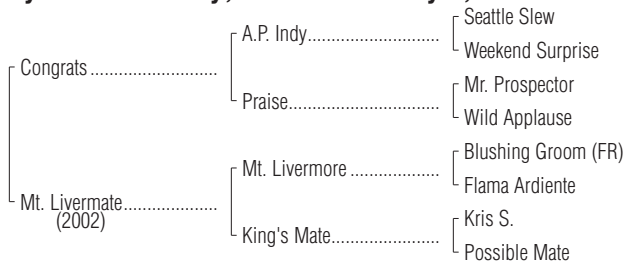 Seattle Slew
A.P. Indy
Weekend Surprise
Congrats
Mr. Prospector
Praise
Wild Applause
Blushing Groom (FR)
Mt. Livermore
Flama Ardiente
Mt. Livermate
(2002)
Kris S.
King's Mate
Possible Mate